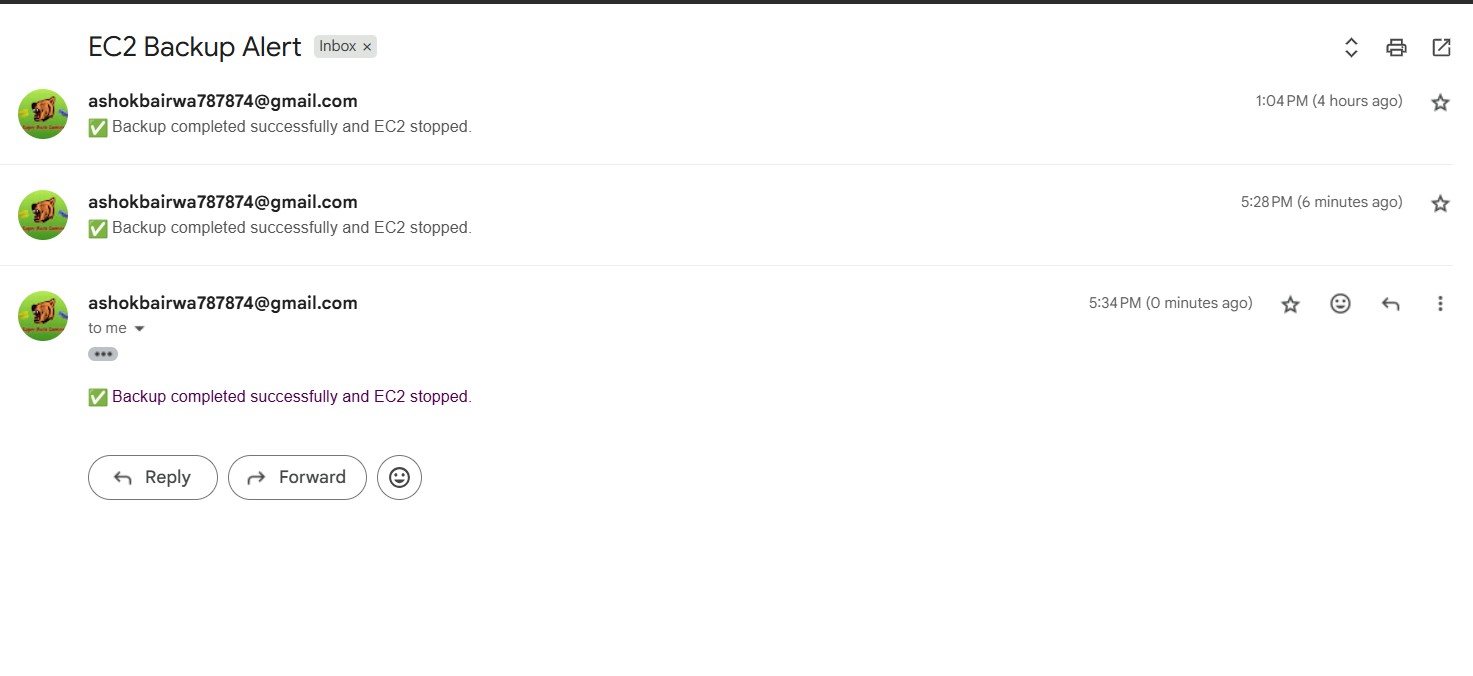 EC2 Backup Alert Inbox ×
ashokbairwa787874@gmail.com 1:04 PM (4 hours ago)
✅ Backup completed successfully and EC2 stopped.
ashokbairwa787874@gmail.com 5:28 PM (6 minutes ago)
✅ Backup completed successfully and EC2 stopped.
ashokbairwa787874@gmail.com 5:34 PM (0 minutes ago)
to me
✅ Backup completed successfully and EC2 stopped.
Reply Forward